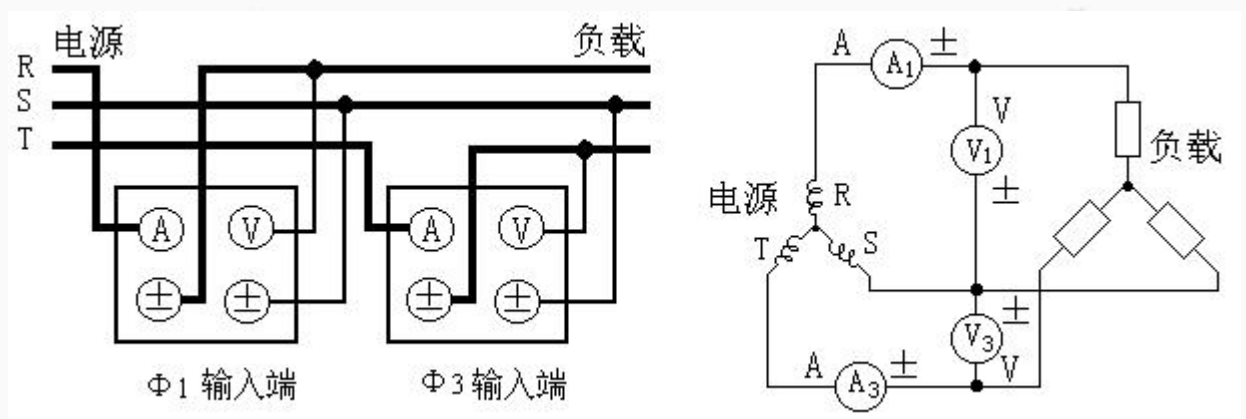 电源 负载
R
S
T
A V A V
± ± ± ±
Φ1 输入端 Φ3 输入端
A A1 ±
V
V1
±
负载
电源 R
T S
±
V3
A A3 ± V